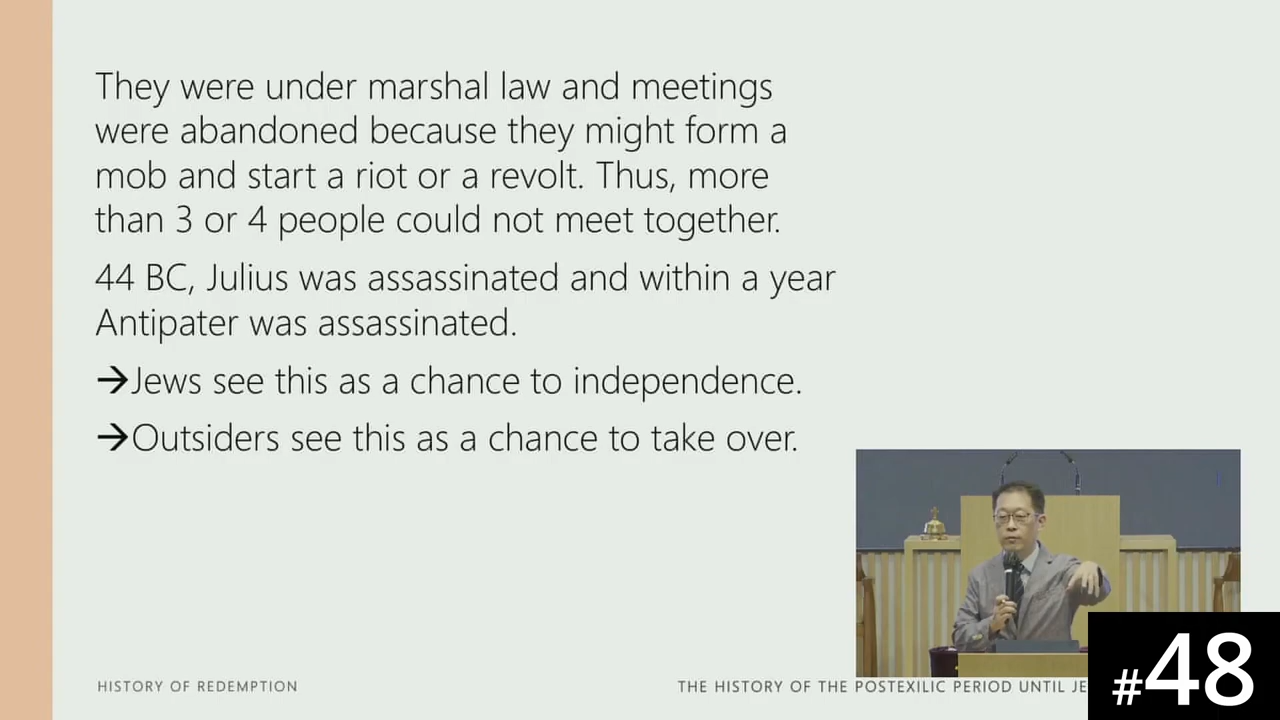 They were under marshal law and meetings
were abandoned because they might form a
mob and start a riot or a revolt. Thus, more
than 3 or 4 people could not meet together.
44 BC, Julius was assassinated and within a year
Antipater was assassinated.
→Jews see this as a chance to independence.
→Outsiders see this as a chance to take over.
HISTORY OF REDEMPTION
THE HISTORY OF THE POSTEXILIC PERIOD UNTIL JE
#48